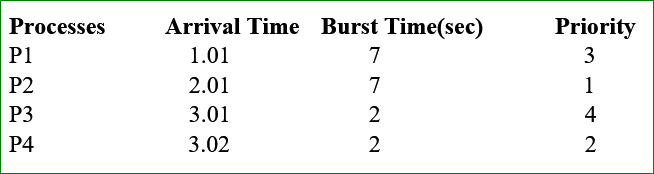 Processes Arrival Time Burst Time(sec) Priority
P1 1.01 7 3
P2 2.01 7 1
P3 3.01 2 4
P4 3.02 2 2